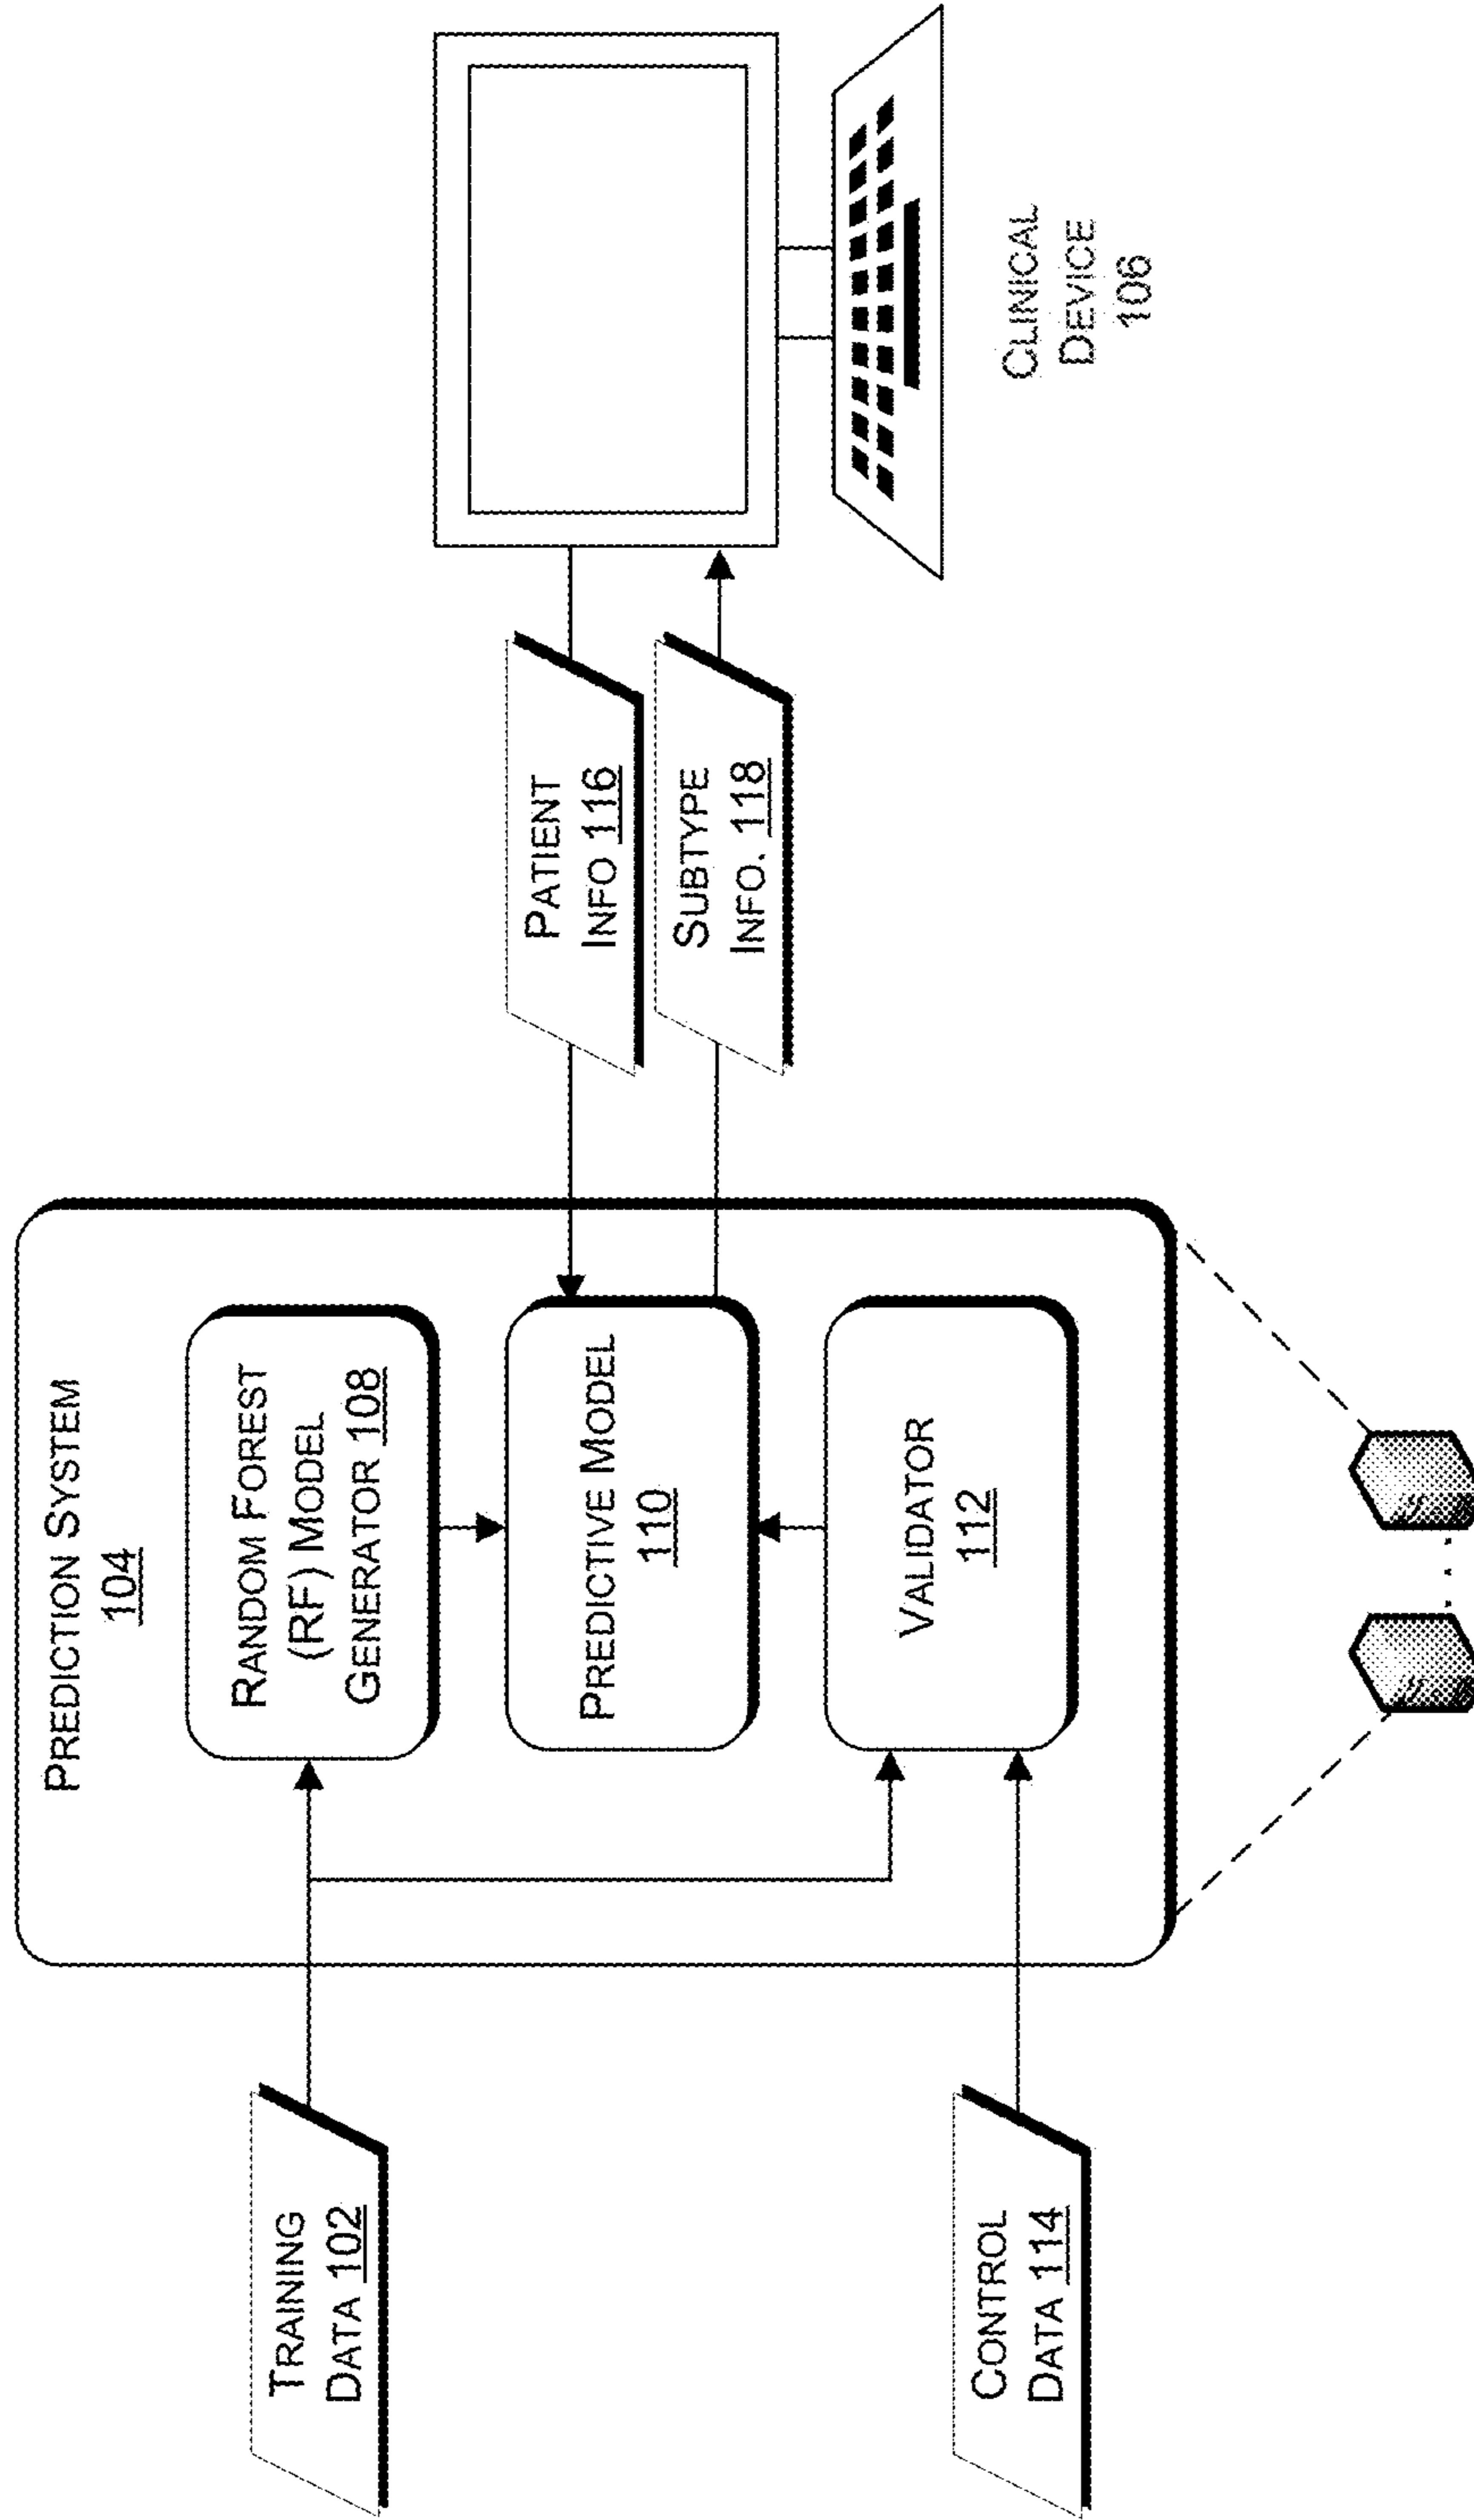 TRAINING
DATA 102
CONTROL
DATA 114
PREDICTION SYSTEM
104
RANDOM FOREST
(RF) MODEL
GENERATOR 108
PREDICTIVE MODEL
110
VALIDATOR
112
PATIENT
INFO 116
SUBTYPE
INFO. 118
CLINICAL
DEVICE
106